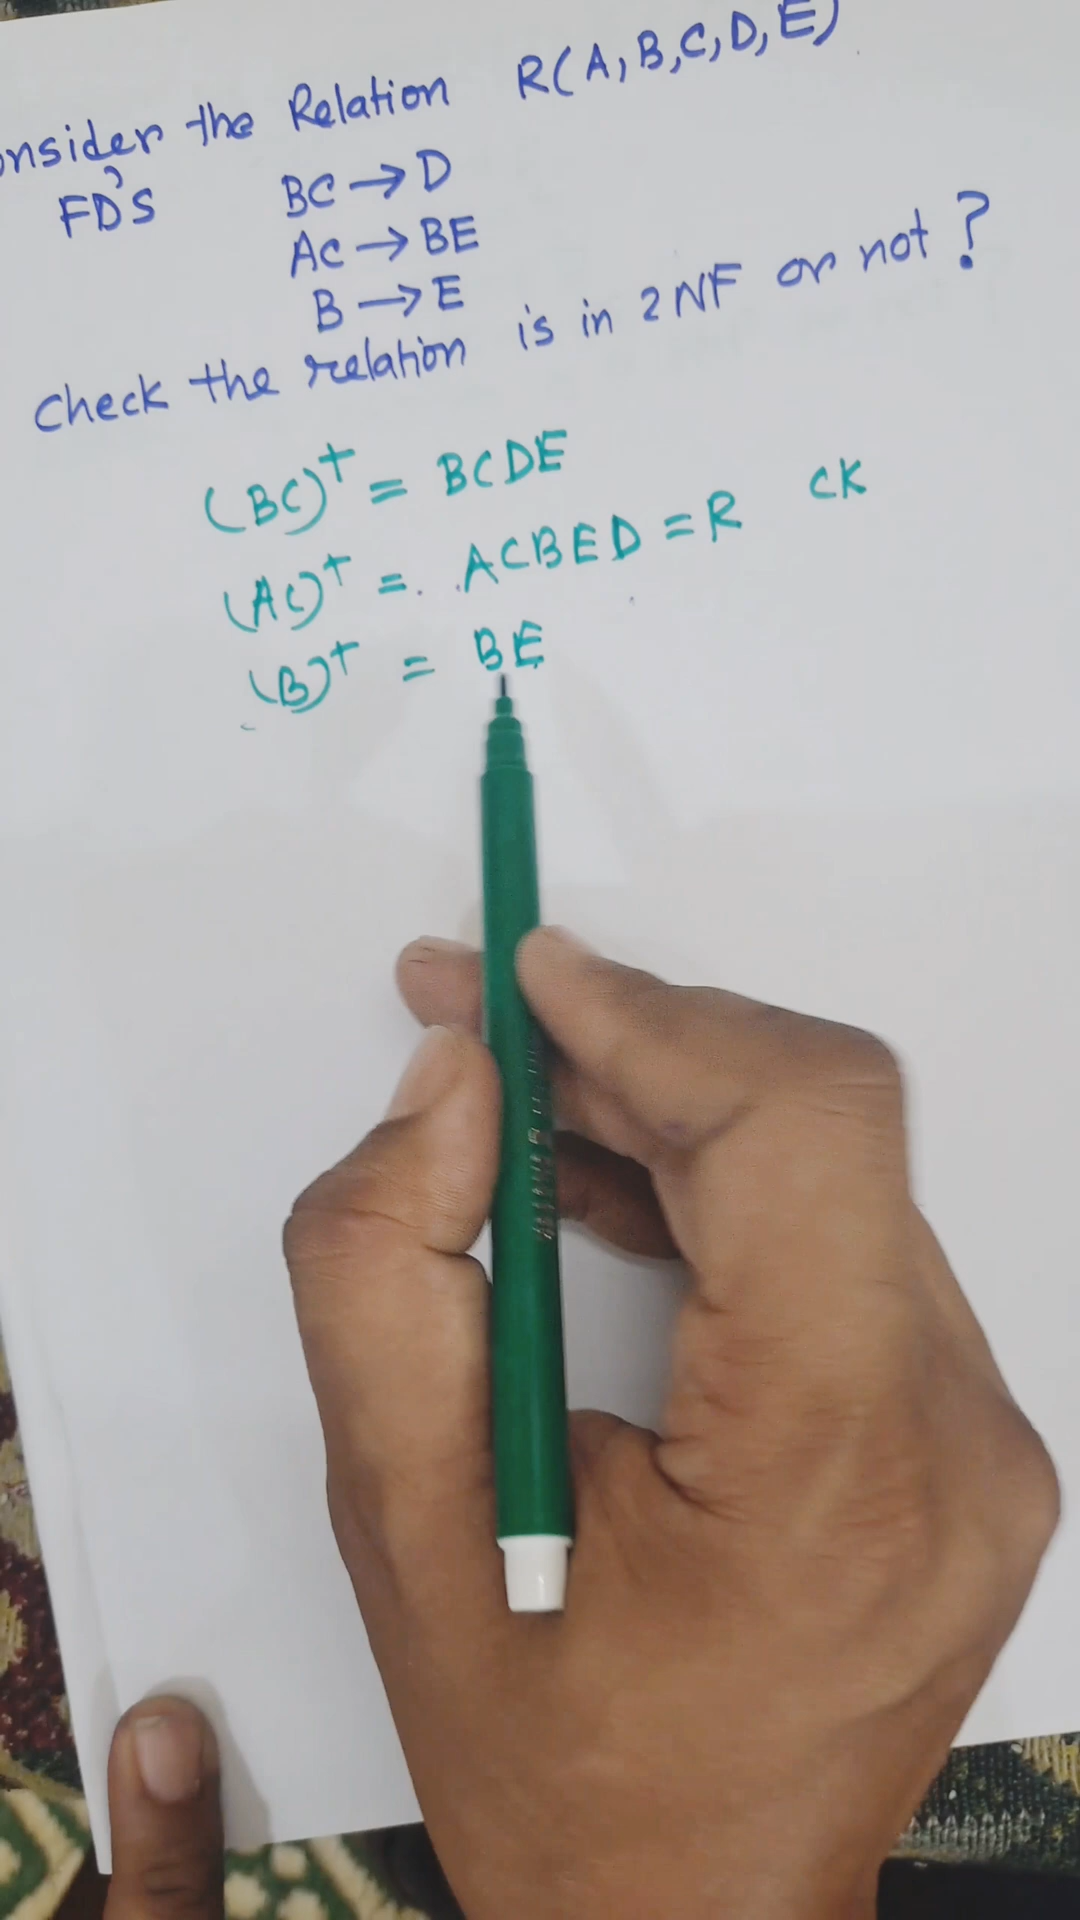 onsider the Relation R(A,B,C,D,E)
FD'S BC→D
AC→BE
B→E
check the relation is in 2NF or not?
(BC)⁺ = BCDE
(AC)⁺ = ACBED = R CK
(B)⁺ = BE